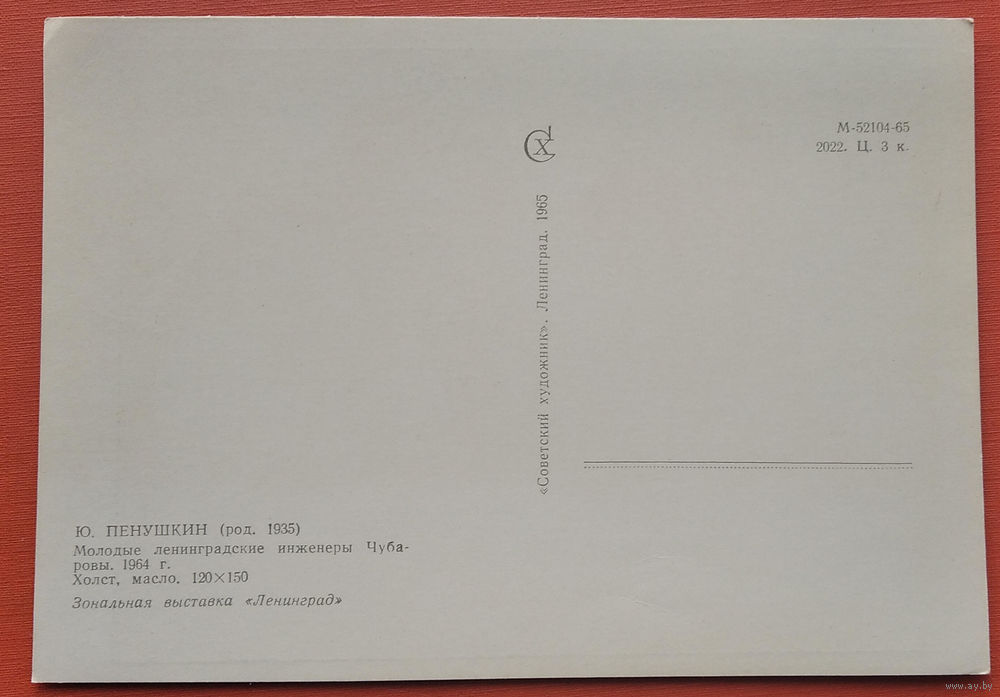 М-52104-65
2022. Ц. 3 к.
СХ
«Советский художник». Ленинград. 1965
Ю. ПЕНУШКИН (род. 1935)
Молодые ленинградские инженеры Чуба-
ровы. 1964 г.
Холст, масло. 120×150
Зональная выставка «Ленинград»
www.ay.by